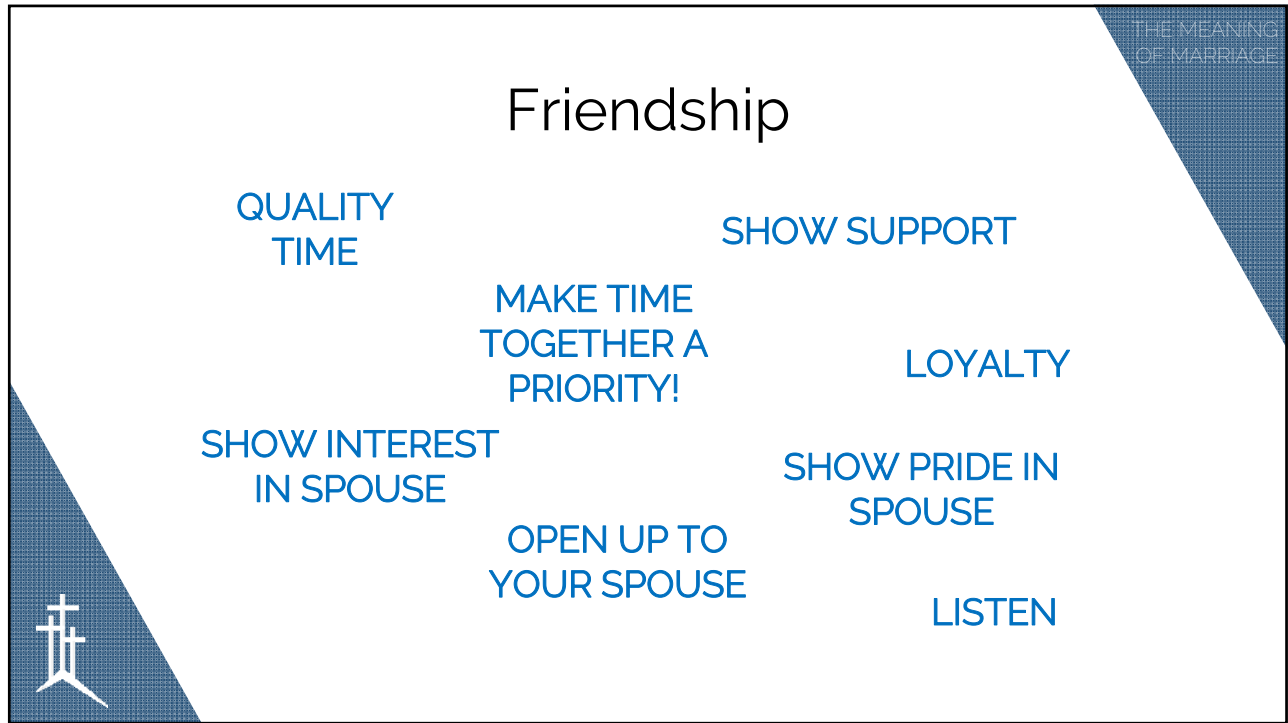 THE MEANING
OF MARRIAGE
Friendship
QUALITY
TIME
SHOW SUPPORT
MAKE TIME
TOGETHER A
PRIORITY!
LOYALTY
SHOW INTEREST
IN SPOUSE
SHOW PRIDE IN
SPOUSE
OPEN UP TO
YOUR SPOUSE
LISTEN